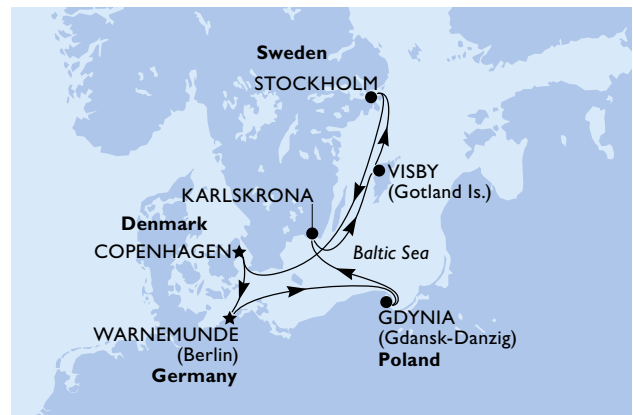 Sweden
STOCKHOLM
VISBY
(Gotland Is.)
KARLSKRONA
Denmark
COPENHAGEN
Baltic Sea
WARNEMUNDE
(Berlin)
Germany
GDYNIA
(Gdansk-Danzig)
Poland